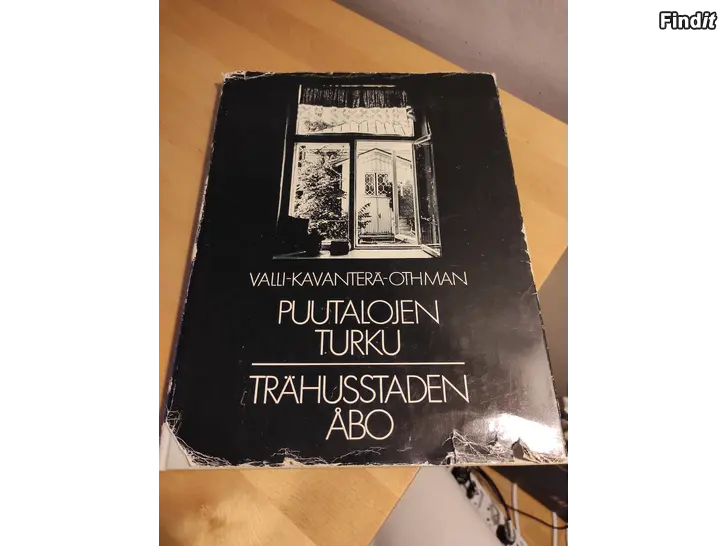 Findit
VALLI-KAVANTERÄ-OTHMAN
PUUTALOJEN
TURKU
TRÄHUSSTADEN
ÅBO